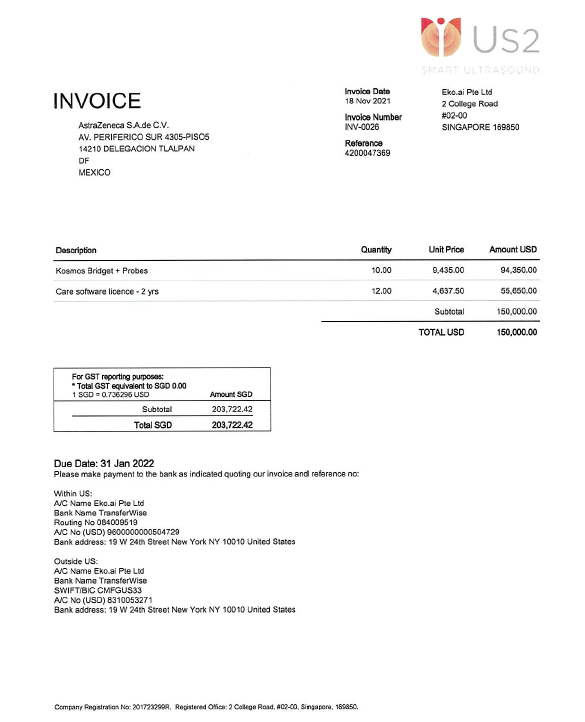 US2
SMART ULTRASOUND
INVOICE
AstraZeneca S.A.de C.V.
AV. PERIFERICO SUR 4305-PISO5
14210 DELEGACION TLALPAN
DF
MEXICO
Invoice Date
18 Nov 2021
Invoice Number
INV-0026
Reference
4200047369
Eko.ai Pte Ltd
2 College Road
#02-00
SINGAPORE 169850
Description Quantity Unit Price Amount USD
Kosmos Bridget + Probes 10.00 9,435.00 94,350.00
Care software licence - 2 yrs 12.00 4,637.50 55,650.00
Subtotal 150,000.00
TOTAL USD 150,000.00
For GST reporting purposes:
* Total GST equivalent to SGD 0.00
1 SGD = 0.736296 USD Amount SGD
Subtotal 203,722.42
Total SGD 203,722.42
Due Date: 31 Jan 2022
Please make payment to the bank as indicated quoting our invoice andl reference no:
Within US:
A/C Name Eko.ai Pte Ltd
Bank Name TransferWise
Routing No 084009519
A/C No (USD) 9600000000504729
Bank address: 19 W 24th Street New York NY 10010 United States
Outside US:
A/C Name Eko.ai Pte Ltd
Bank Name TransferWise
SWIFT/BIC CMFGUS33
A/C No (USD) 8310053271
Bank address: 19 W 24th Street New York NY 10010 United States
Company Registration No: 201723299R. Registered Office: 2 College Road, #02-00, Singapore, 169850.